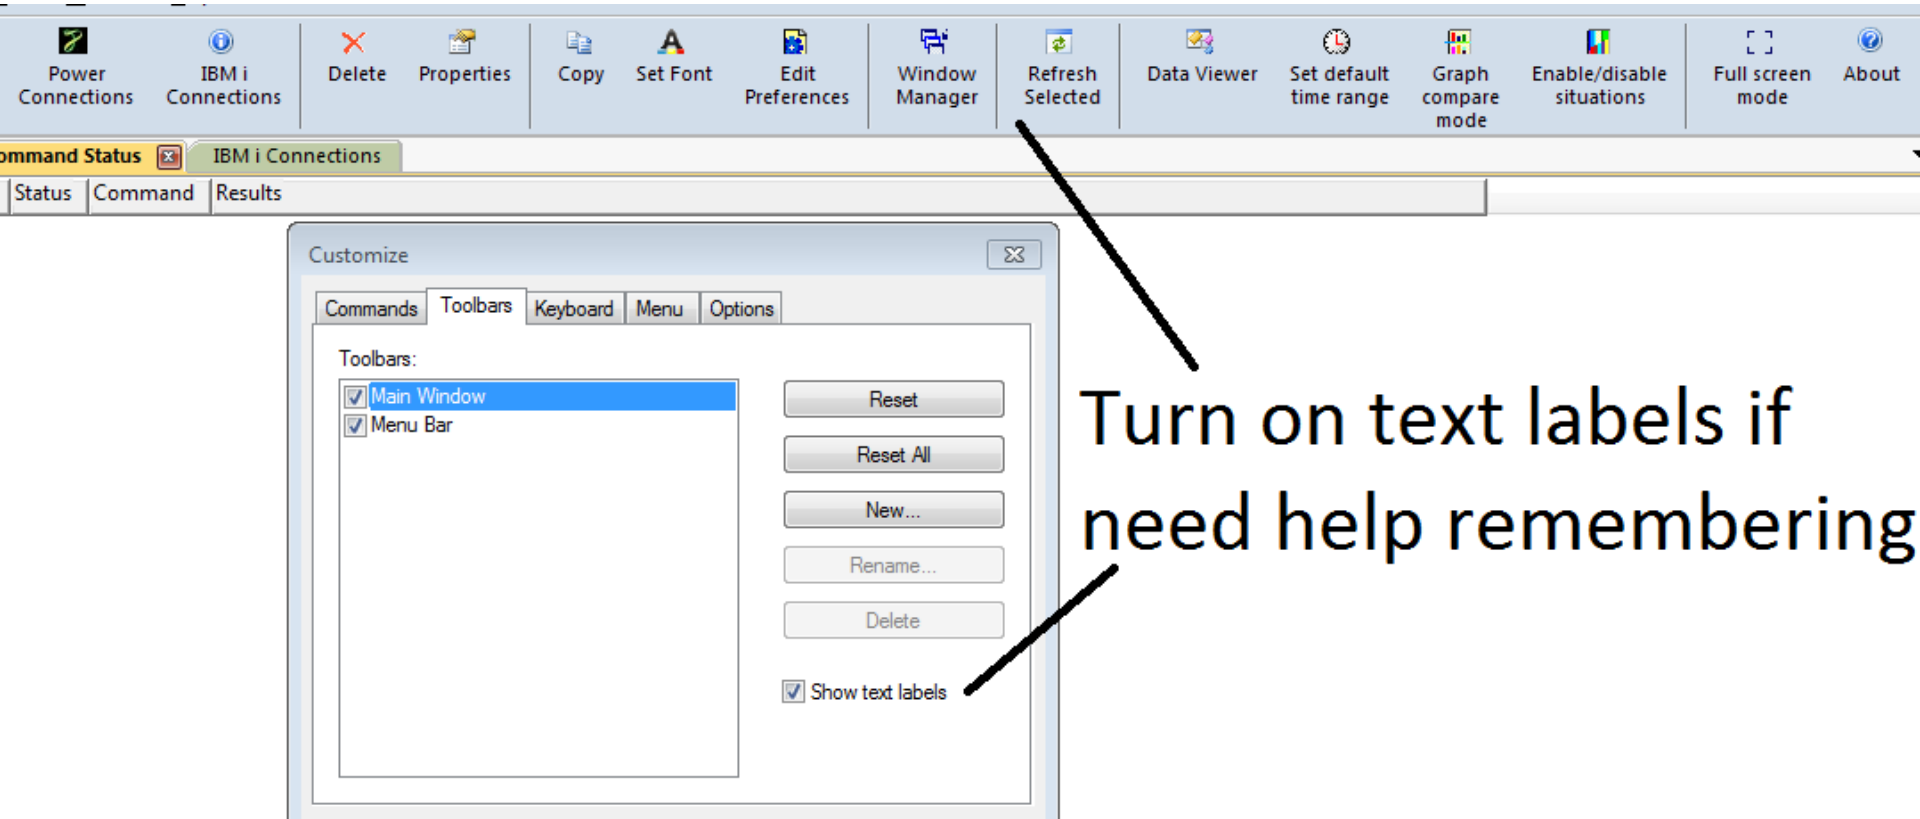 Power Connections
IBM i Connections
Delete
Properties
Copy
Set Font
Edit Preferences
Window Manager
Refresh Selected
Data Viewer
Set default time range
Graph compare mode
Enable/disable situations
Full screen mode
About
ommand Status
IBM i Connections
Status
Command
Results
Customize
Commands
Toolbars
Keyboard
Menu
Options
Toolbars:
Main Window
Menu Bar
Reset
Reset All
New...
Rename...
Delete
Show text labels
Turn on text labels if
need help remembering